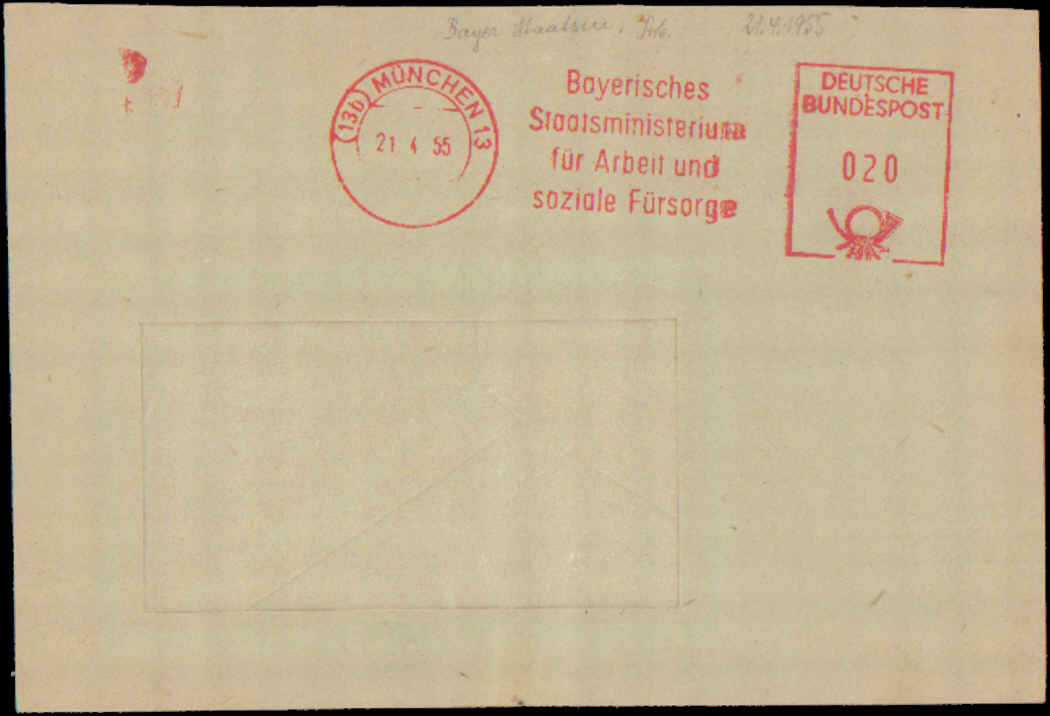 Bayer Staatsmin. Arb. 21.4.1955
(13b) MÜNCHEN 13
21 4 55
Bayerisches
Staatsministerium
für Arbeit und
soziale Fürsorge
DEUTSCHE
BUNDESPOST
020